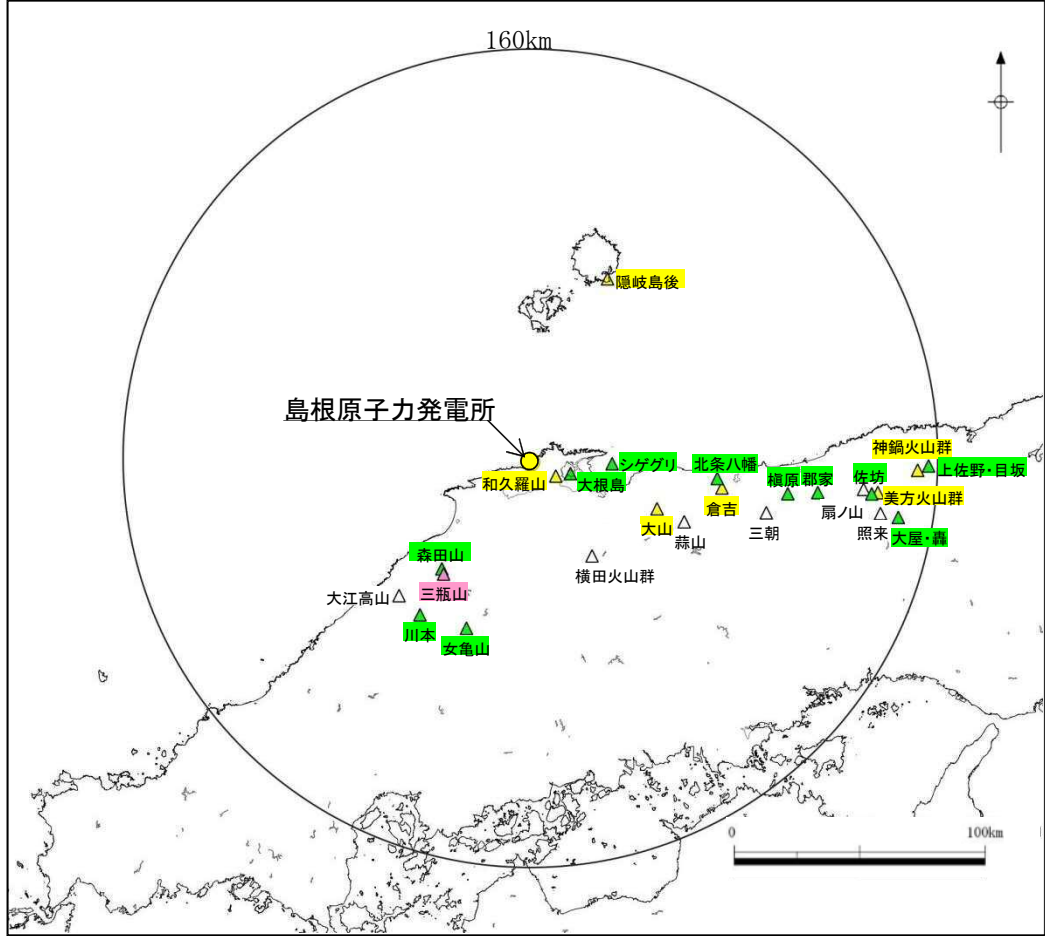 160km
隠岐島後
島根原子力発電所
神鍋火山群
シゲグリ
北条八幡
上佐野・目坂
和久羅山
大根島
槇原
郡家
佐坊
倉吉
美方火山群
大山
三朝
扇ノ山
照来
蒜山
大屋・轟
森田山
横田火山群
大江高山
三瓶山
川本
女亀山
0
100km